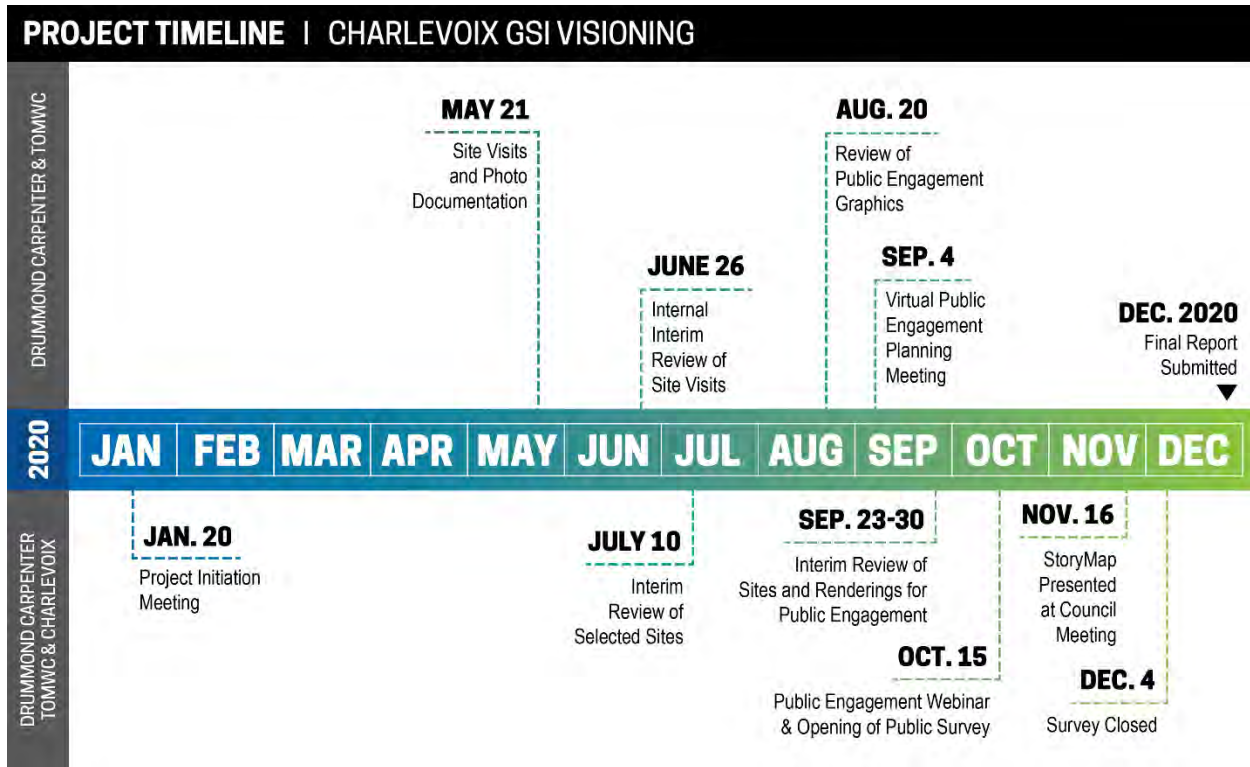 PROJECT TIMELINE | CHARLEVOIX GSI VISIONING
DRUMMOND CARPENTER & TOMWC
MAY 21
Site Visits
and Photo
Documentation
JUNE 26
Internal
Interim
Review of
Site Visits
AUG. 20
Review of
Public Engagement
Graphics
SEP. 4
Virtual Public
Engagement
Planning
Meeting
DEC. 2020
Final Report
Submitted
2020
JAN FEB MAR APR MAY JUN JUL AUG SEP OCT NOV DEC
DRUMMOND CARPENTER
TOMWC & CHARLEVOIX
JAN. 20
Project Initiation
Meeting
JULY 10
Interim
Review of
Selected Sites
SEP. 23-30
Interim Review of
Sites and Renderings for
Public Engagement
OCT. 15
Public Engagement Webinar
& Opening of Public Survey
NOV. 16
StoryMap
Presented
at Council
Meeting
DEC. 4
Survey Closed